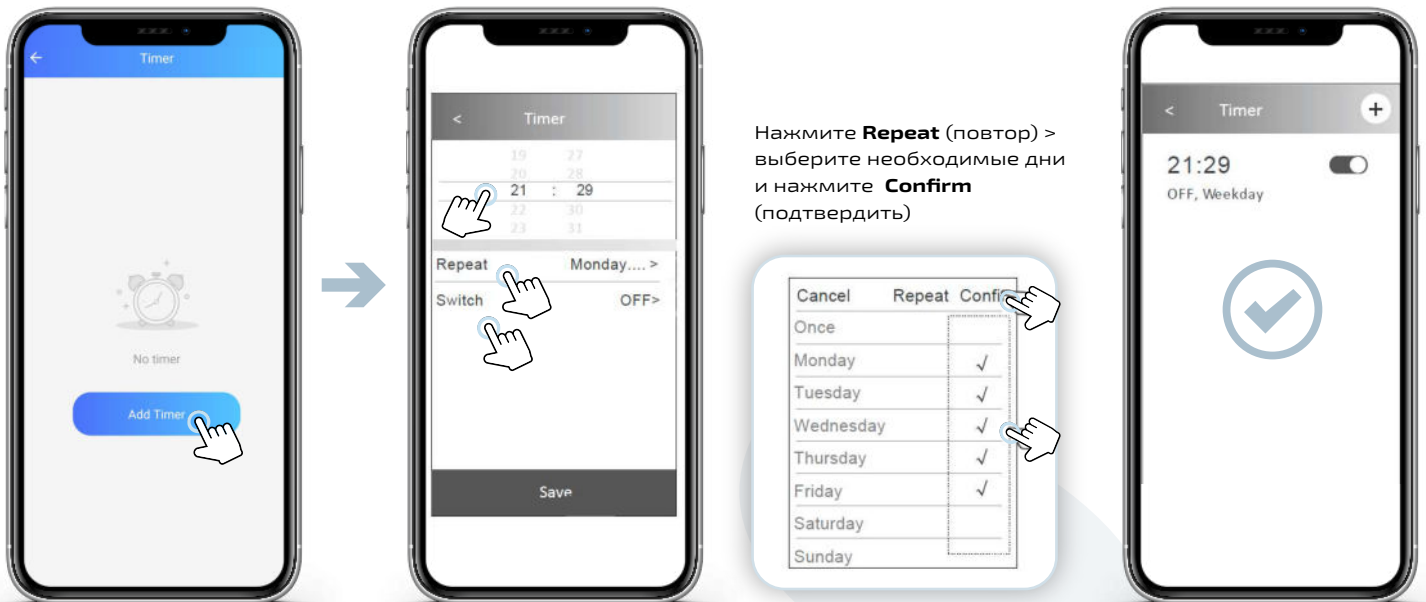 Timer
No timer
Add Timer
< Timer
19 27
20 28
21 : 29
22 30
23 31
Repeat Monday.... >
Switch OFF>
Save
Нажмите Repeat (повтор) >
выберите необходимые дни
и нажмите Confirm
(подтвердить)
Cancel Repeat Confi
Once
Monday √
Tuesday √
Wednesday √
Thursday √
Friday √
Saturday
Sunday
< Timer +
21:29
OFF, Weekday